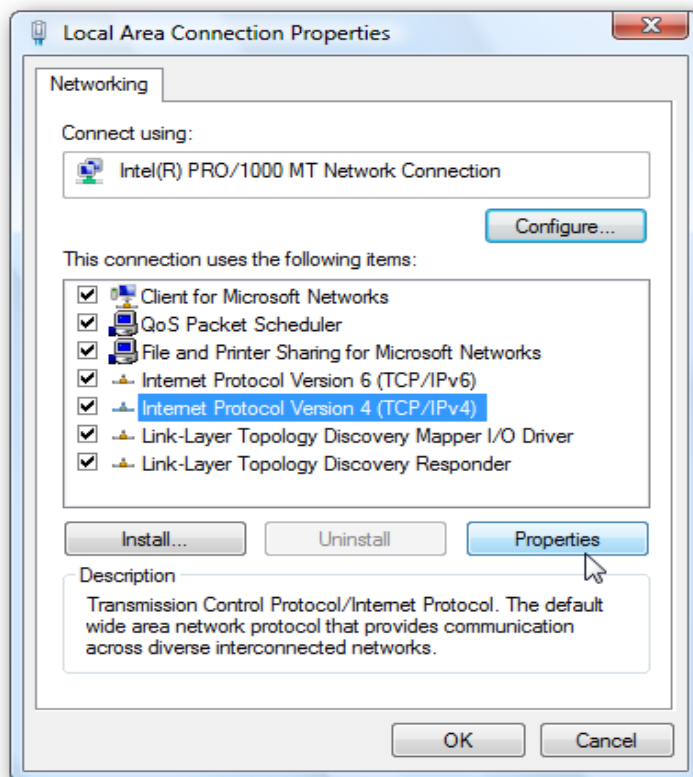 Local Area Connection Properties
Networking
Connect using:
Intel(R) PRO/1000 MT Network Connection
Configure...
This connection uses the following items:
Client for Microsoft Networks
QoS Packet Scheduler
File and Printer Sharing for Microsoft Networks
Internet Protocol Version 6 (TCP/IPv6)
Internet Protocol Version 4 (TCP/IPv4)
Link-Layer Topology Discovery Mapper I/O Driver
Link-Layer Topology Discovery Responder
Install... Uninstall Properties
Description
Transmission Control Protocol/Internet Protocol. The default
wide area network protocol that provides communication
across diverse interconnected networks.
OK Cancel